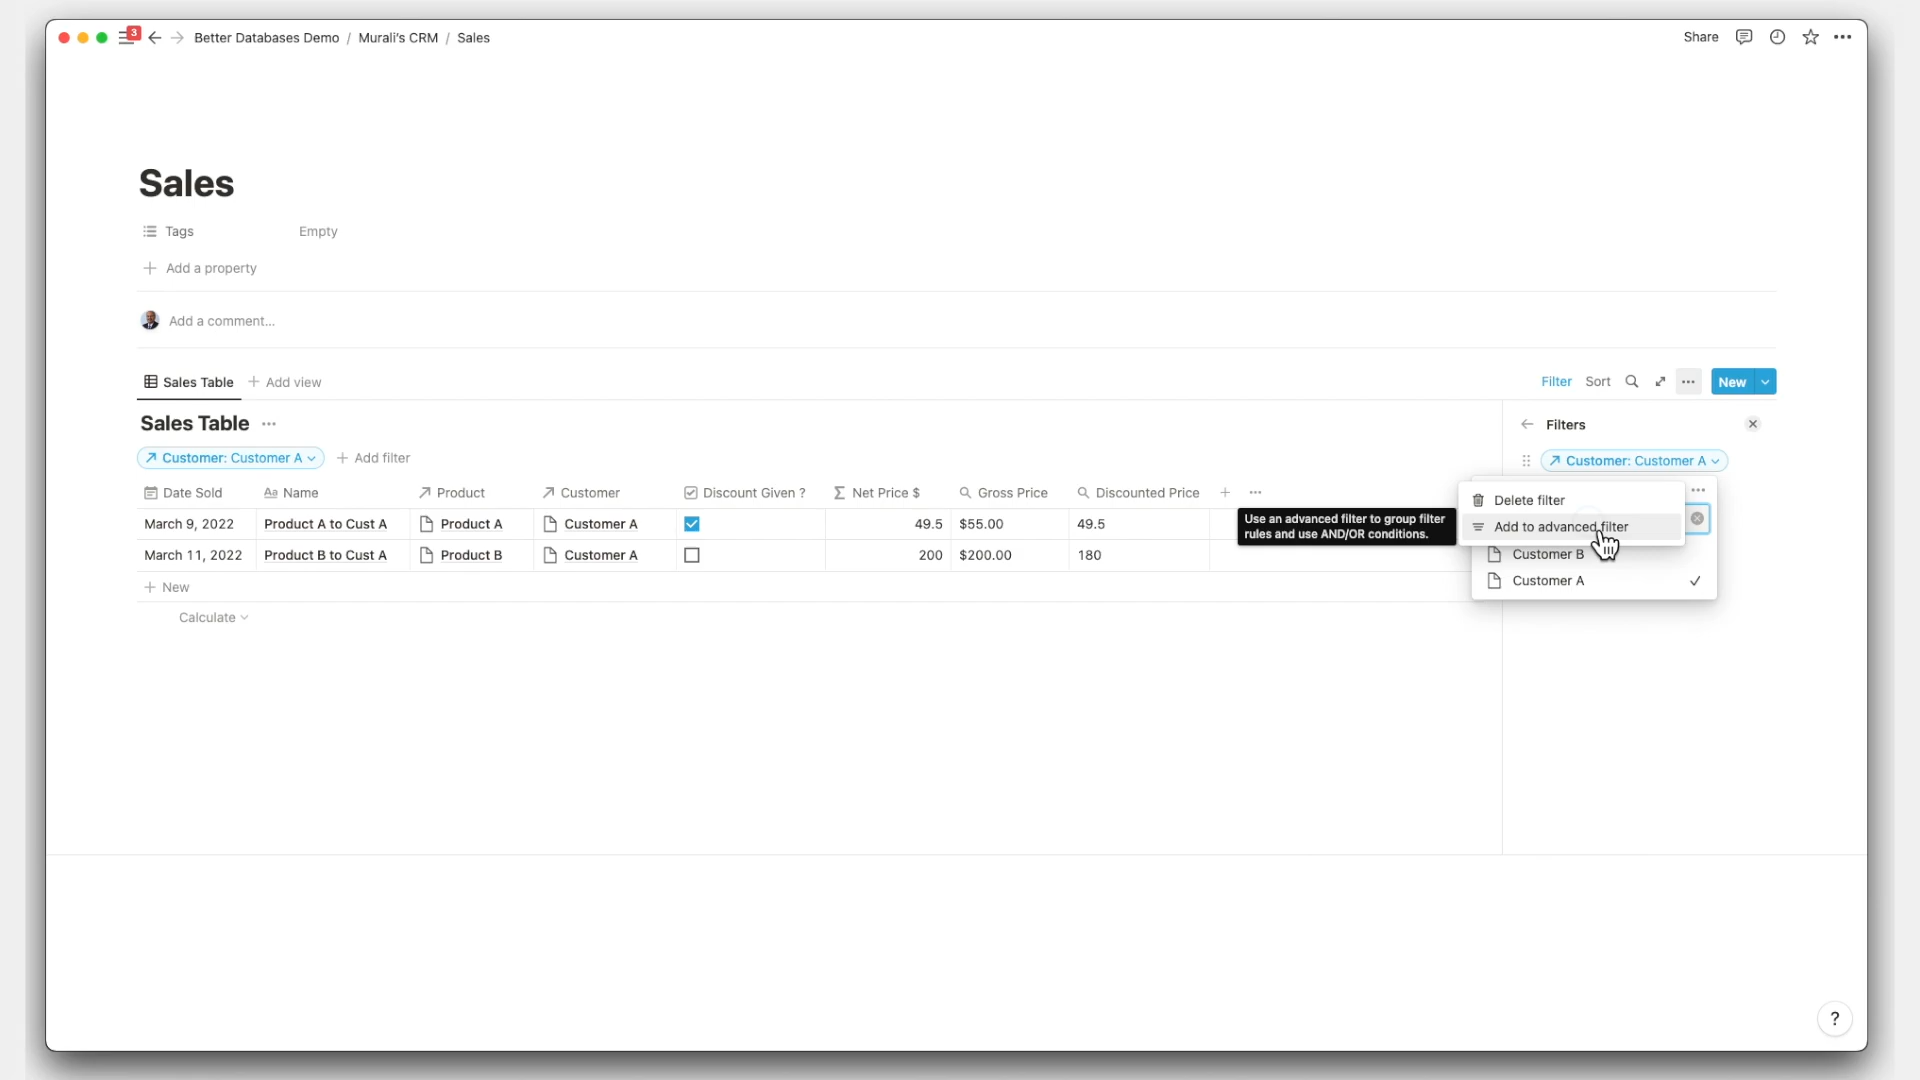 3
Better Databases Demo / Murali's CRM / Sales
Share
Sales
Tags Empty
Add a property
Add a comment...
Sales Table Add view
Filter Sort New
Sales Table
Filters
Customer: Customer A Add filter
Customer: Customer A
Date Sold Aa Name Product Customer Discount Given ? Σ Net Price $ Gross Price Discounted Price
March 9, 2022 Product A to Cust A Product A Customer A 49.5 $55.00 49.5
March 11, 2022 Product B to Cust A Product B Customer A 200 $200.00 180
New
Calculate
Use an advanced filter to group filter
rules and use AND/OR conditions.
Delete filter
Add to advanced filter
Customer B
Customer A
?